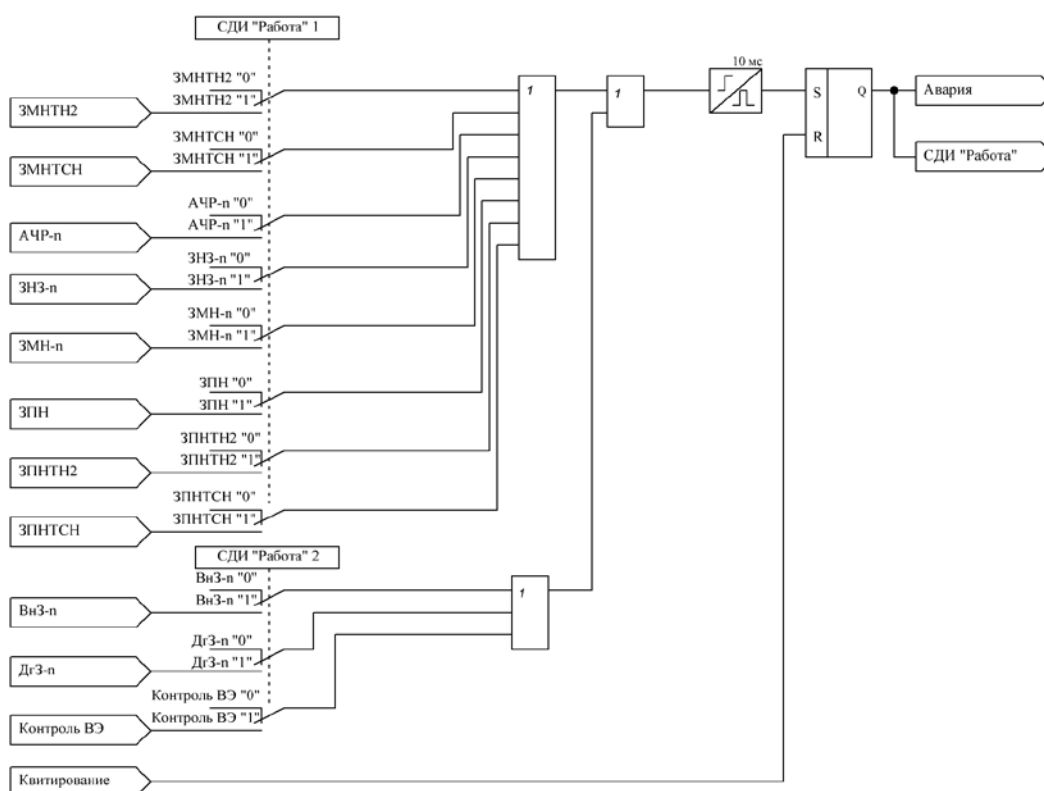 СДИ "Работа" 1
10 мс
ЗМНТН2 "0"
ЗМНТН2 "1"
ЗМНТН2
1
1
S
Q
R
Авария
СДИ "Работа"
ЗМНТСН "0"
ЗМНТСН "1"
ЗМНТСН
АЧР-n "0"
АЧР-n "1"
АЧР-n
ЗНЗ-n "0"
ЗНЗ-n "1"
ЗНЗ-n
ЗМН-n "0"
ЗМН-n "1"
ЗМН-n
ЗПН "0"
ЗПН "1"
ЗПН
ЗПНТН2 "0"
ЗПНТН2 "1"
ЗПНТН2
ЗПНТСН "0"
ЗПНТСН "1"
ЗПНТСН
СДИ "Работа" 2
ВнЗ-n "0"
ВнЗ-n "1"
ВнЗ-n
1
ДгЗ-n "0"
ДгЗ-n "1"
ДгЗ-n
Контроль ВЭ "0"
Контроль ВЭ "1"
Контроль ВЭ
Квитирование